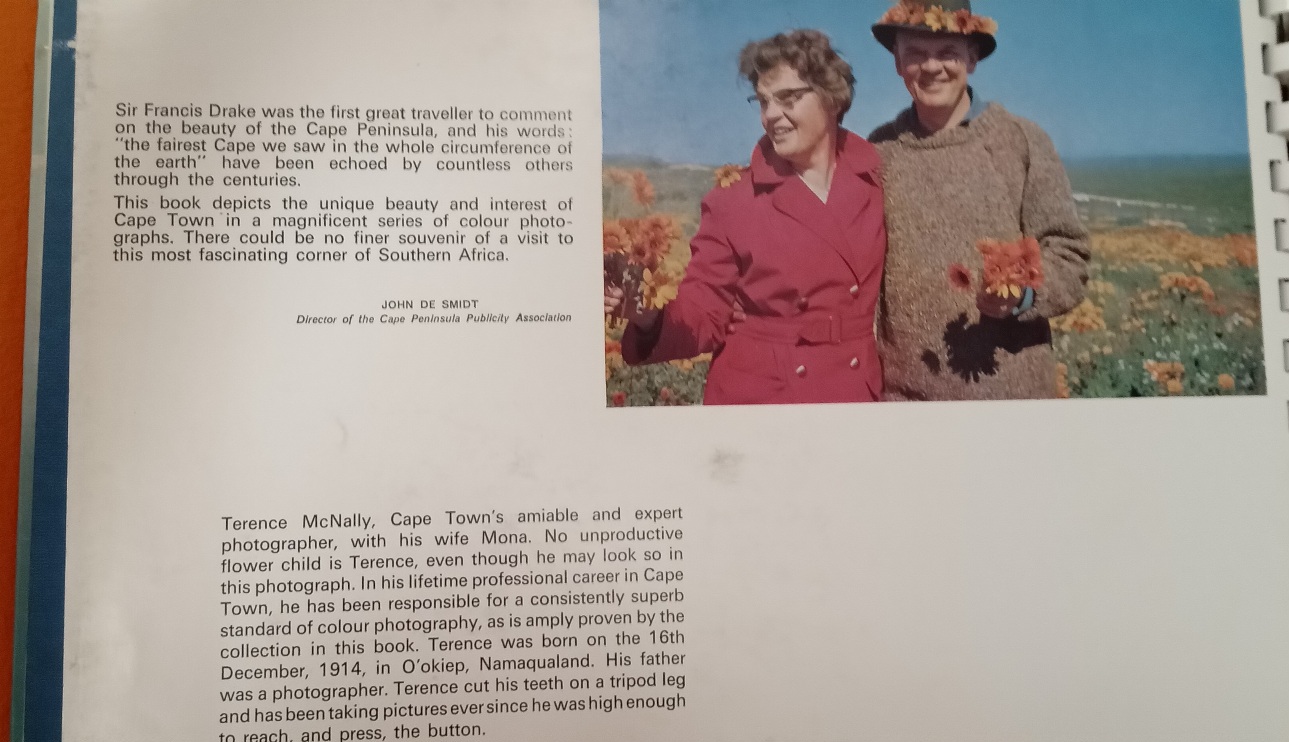 Sir Francis Drake was the first great traveller to comment
on the beauty of the Cape Peninsula, and his words:
"the fairest Cape we saw in the whole circumference of
the earth" have been echoed by countless others
through the centuries.
This book depicts the unique beauty and interest of
Cape Town in a magnificent series of colour photo-
graphs. There could be no finer souvenir of a visit to
this most fascinating corner of Southern Africa.
JOHN DE SMIDT
Director of the Cape Peninsula Publicity Association
Terence McNally, Cape Town's amiable and expert
photographer, with his wife Mona. No unproductive
flower child is Terence, even though he may look so in
this photograph. In his lifetime professional career in Cape
Town, he has been responsible for a consistently superb
standard of colour photography, as is amply proven by the
collection in this book. Terence was born on the 16th
December, 1914, in O'okiep, Namaqualand. His father
was a photographer. Terence cut his teeth on a tripod leg
and has been taking pictures ever since he was high enough
to reach, and press, the button.